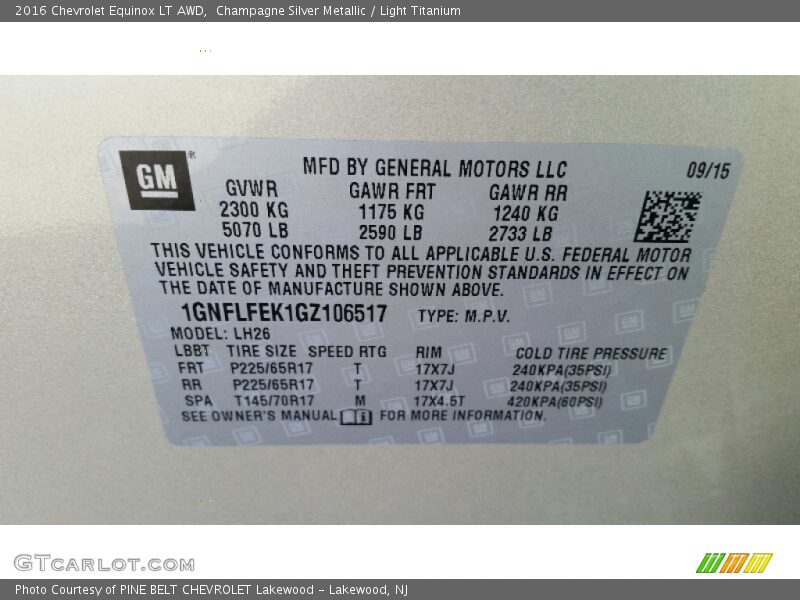 2016 Chevrolet Equinox LT AWD,  Champagne Silver Metallic / Light Titanium
GM ®
MFD BY GENERAL MOTORS LLC 09/15
GVWR GAWR FRT GAWR RR
2300 KG 1175 KG 1240 KG
5070 LB 2590 LB 2733 LB
THIS VEHICLE CONFORMS TO ALL APPLICABLE U.S. FEDERAL MOTOR
VEHICLE SAFETY AND THEFT PREVENTION STANDARDS IN EFFECT ON
THE DATE OF MANUFACTURE SHOWN ABOVE.
1GNFLFEK1GZ106517 TYPE: M.P.V.
MODEL: LH26
LBBT TIRE SIZE SPEED RTG RIM COLD TIRE PRESSURE
FRT P225/65R17 T 17X7J 240KPA(35PSI)
RR P225/65R17 T 17X7J 240KPA(35PSI)
SPA T145/70R17 M 17X4.5T 420KPA(60PSI)
SEE OWNER'S MANUAL FOR MORE INFORMATION.
GTCARLOT.COM
Photo Courtesy of PINE BELT CHEVROLET Lakewood - Lakewood, NJ